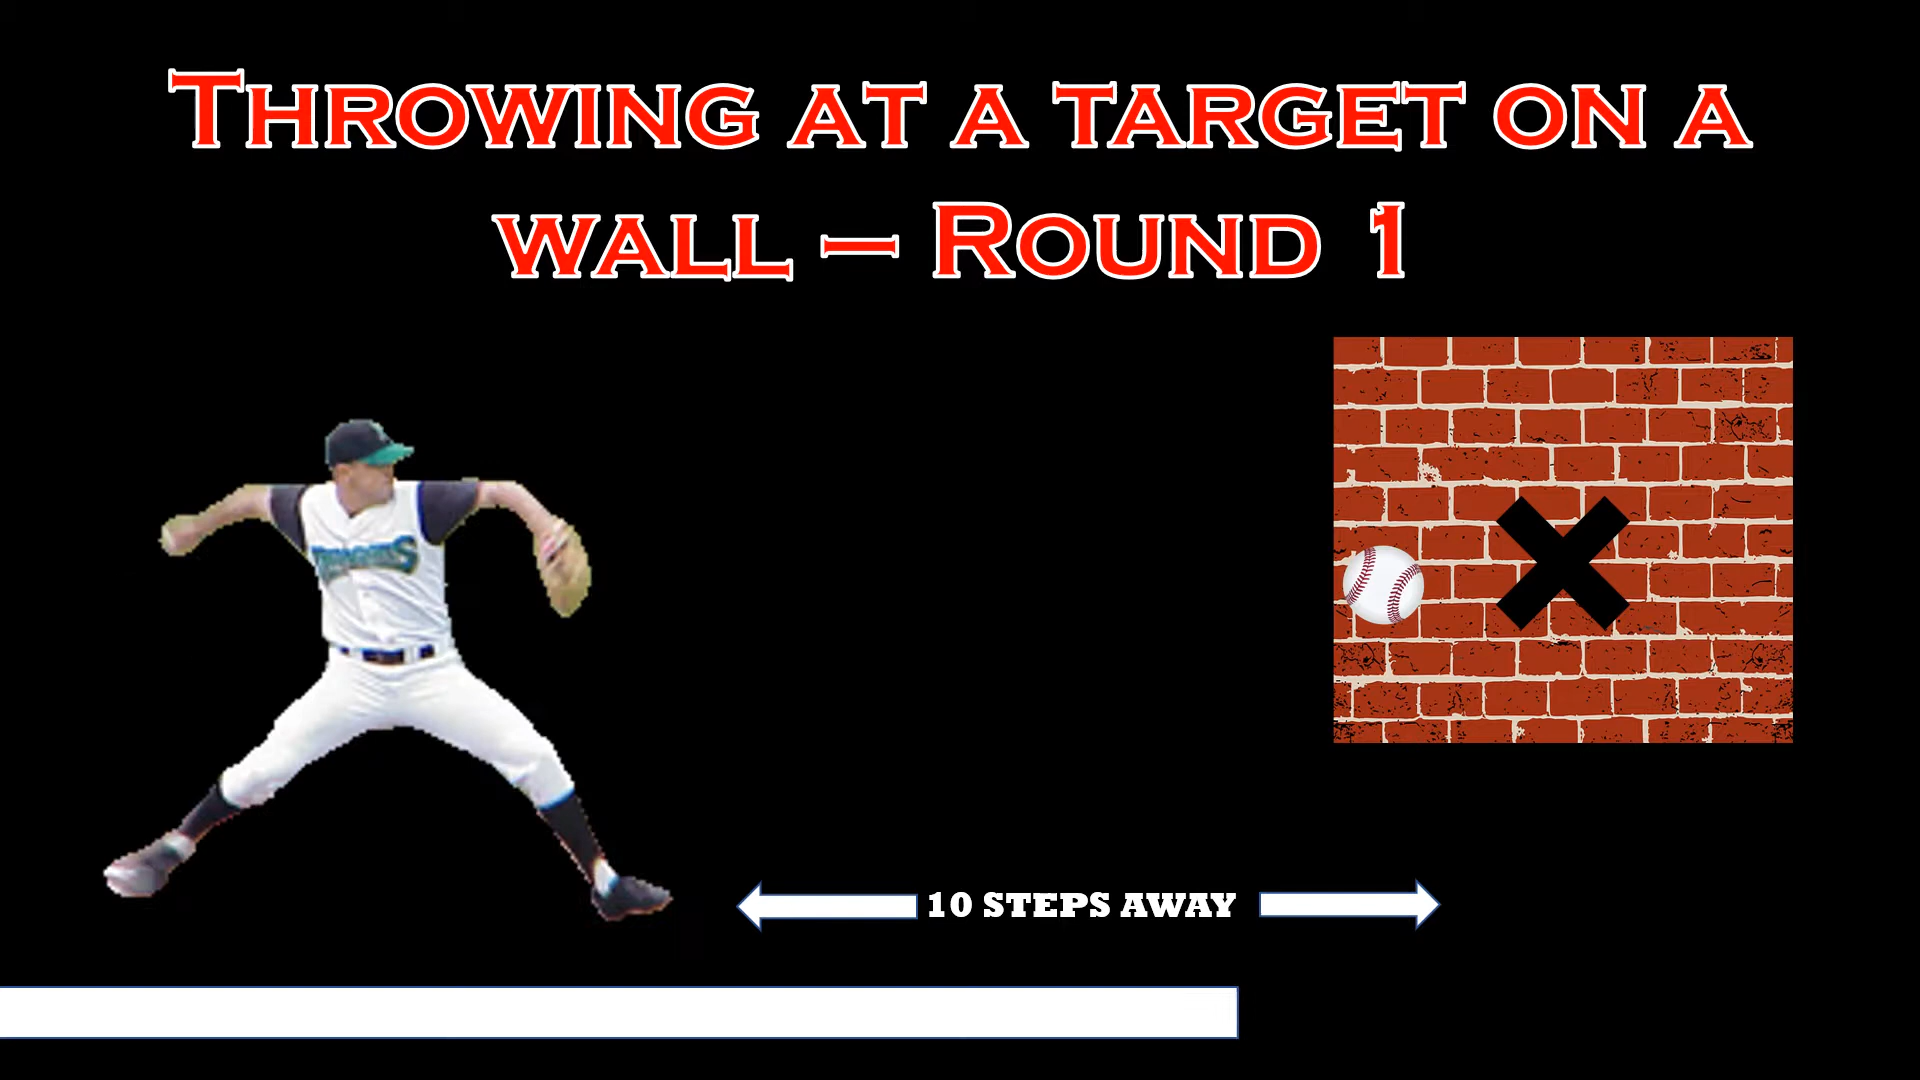 Throwing at a target on a
wall – Round 1
10 STEPS AWAY